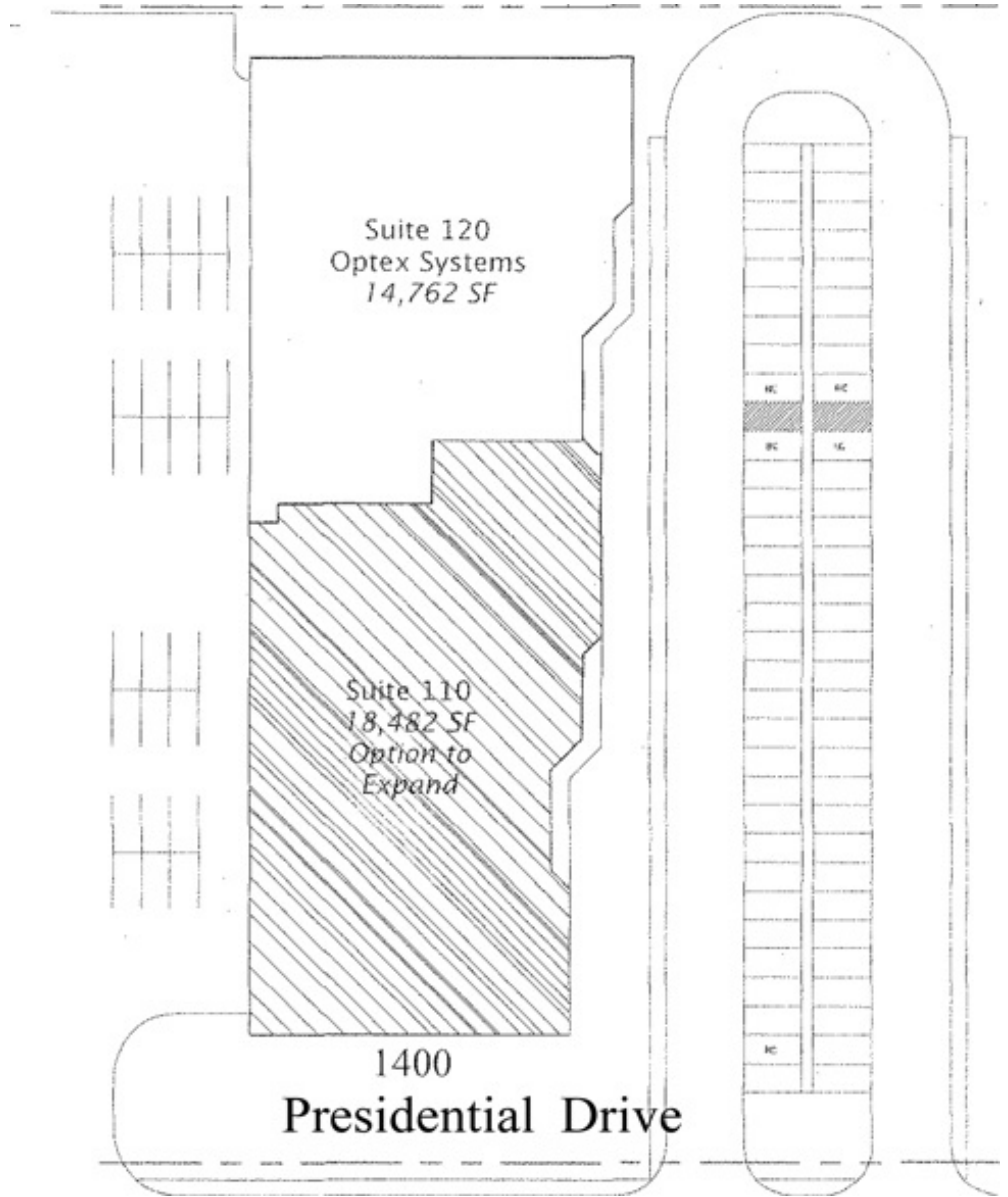 Suite 120
Optex Systems
14,762 SF
Suite 110
18,482 SF
Option to
Expand
1400
Presidential Drive